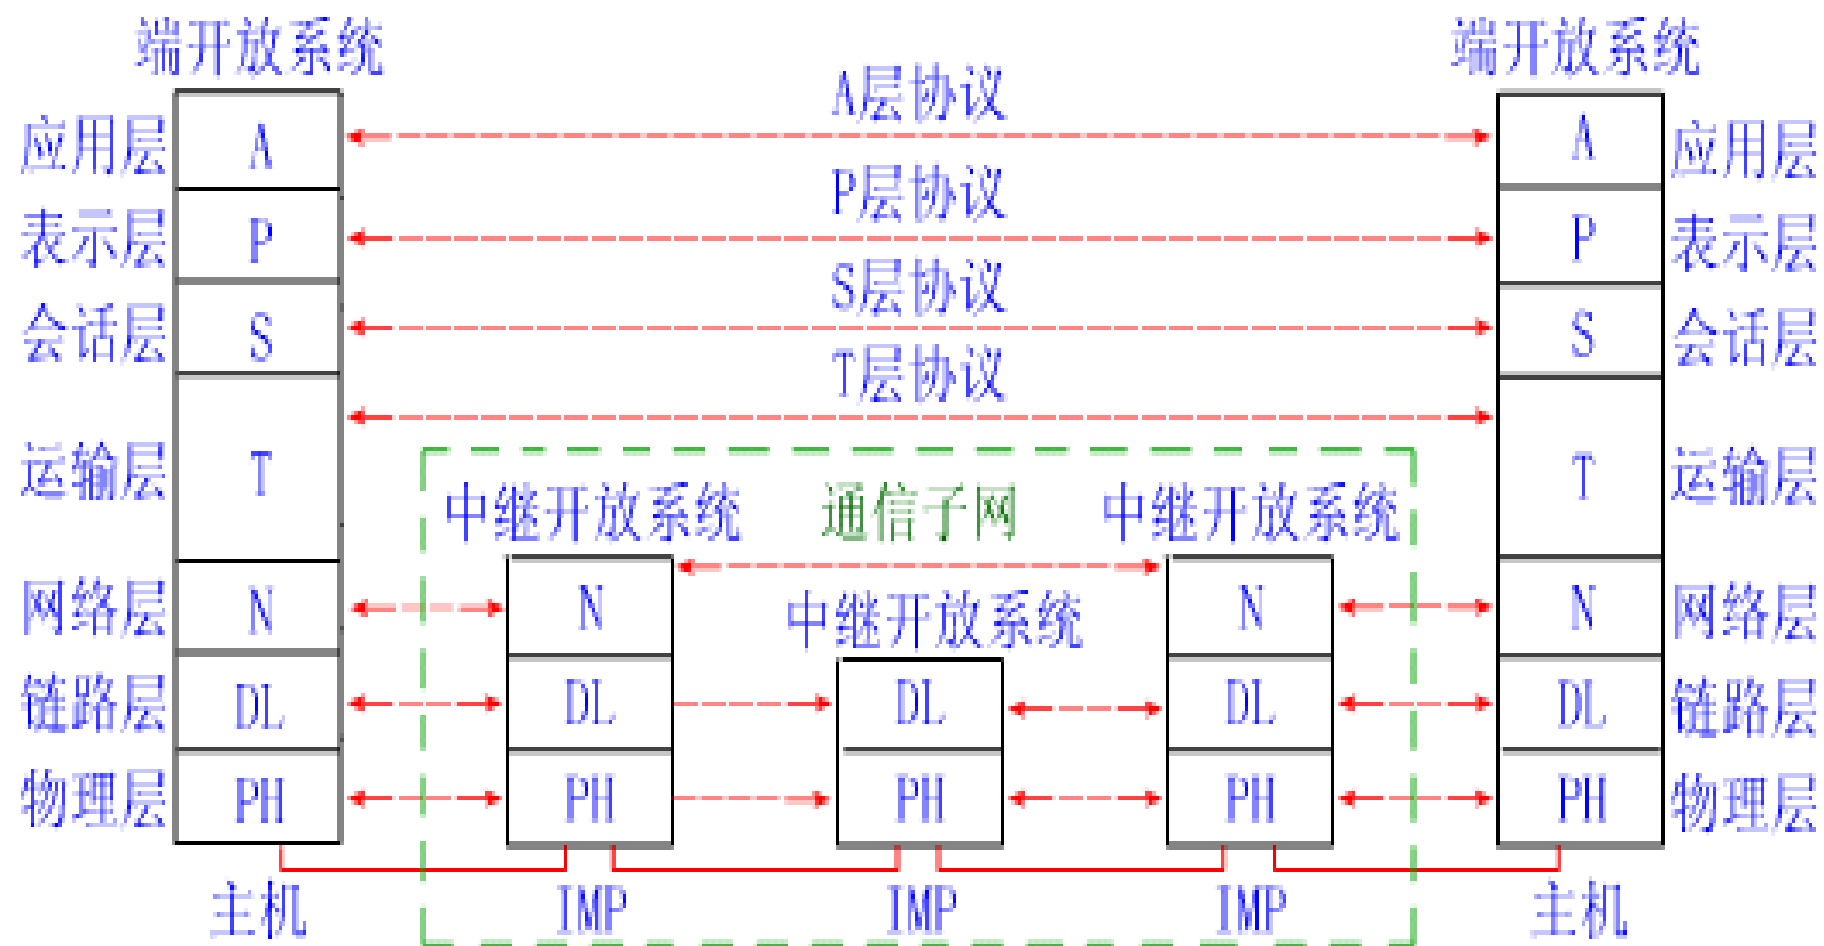 端开放系统 端开放系统
A层协议
应用层 A A 应用层
P层协议
表示层 P P 表示层
S层协议
会话层 S S 会话层
T层协议
运输层 T T 运输层
中继开放系统 通信子网 中继开放系统
网络层 N N N N 网络层
中继开放系统
链路层 DL DL DL DL DL 链路层
物理层 PH PH PH PH PH 物理层
主机 IMP IMP IMP 主机